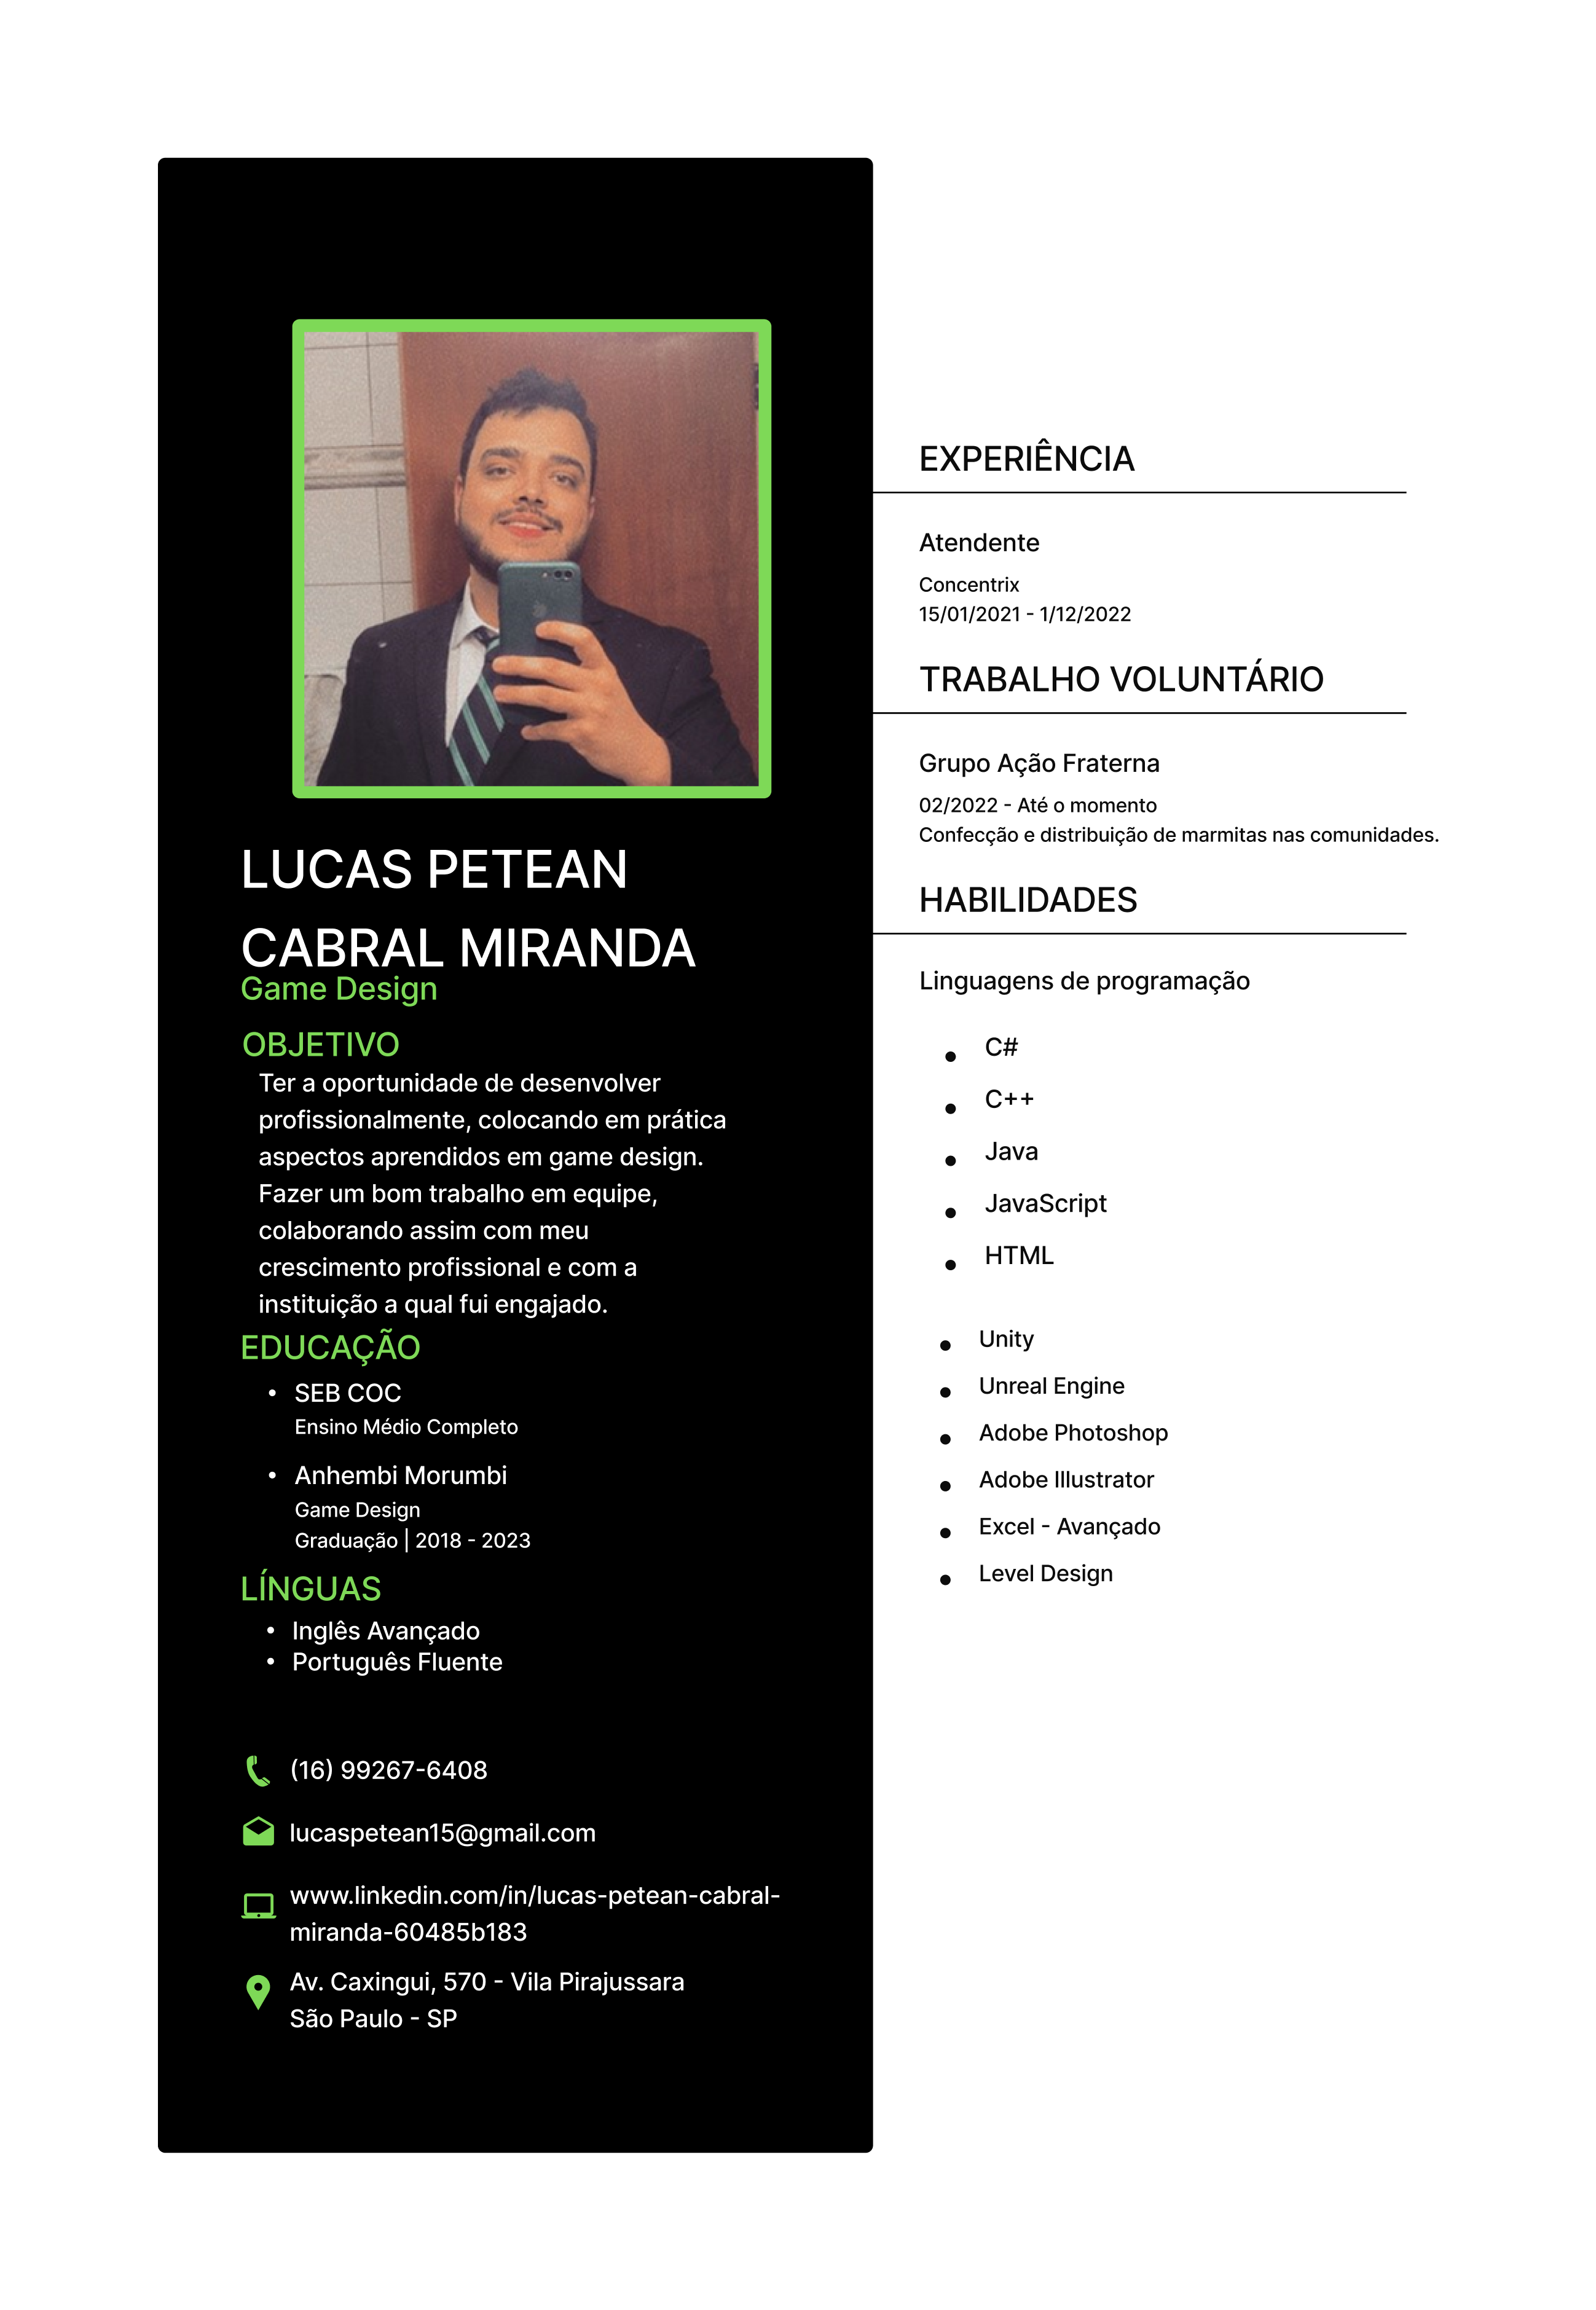 LUCAS PETEAN
CABRAL MIRANDA
Game Design
OBJETIVO
Ter a oportunidade de desenvolver
profissionalmente, colocando em prática
aspectos aprendidos em game design.
Fazer um bom trabalho em equipe,
colaborando assim com meu
crescimento profissional e com a
instituição a qual fui engajado.
EDUCAÇÃO
• SEB COC
Ensino Médio Completo
• Anhembi Morumbi
Game Design
Graduação | 2018 - 2023
LÍNGUAS
• Inglês Avançado
• Português Fluente
(16) 99267-6408
lucaspetean15@gmail.com
www.linkedin.com/in/lucas-petean-cabral-
miranda-60485b183
Av. Caxingui, 570 - Vila Pirajussara
São Paulo - SP
EXPERIÊNCIA
Atendente
Concentrix
15/01/2021 - 1/12/2022
TRABALHO VOLUNTÁRIO
Grupo Ação Fraterna
02/2022 - Até o momento
Confecção e distribuição de marmitas nas comunidades.
HABILIDADES
Linguagens de programação
• C#
• C++
• Java
• JavaScript
• HTML
• Unity
• Unreal Engine
• Adobe Photoshop
• Adobe Illustrator
• Excel - Avançado
• Level Design